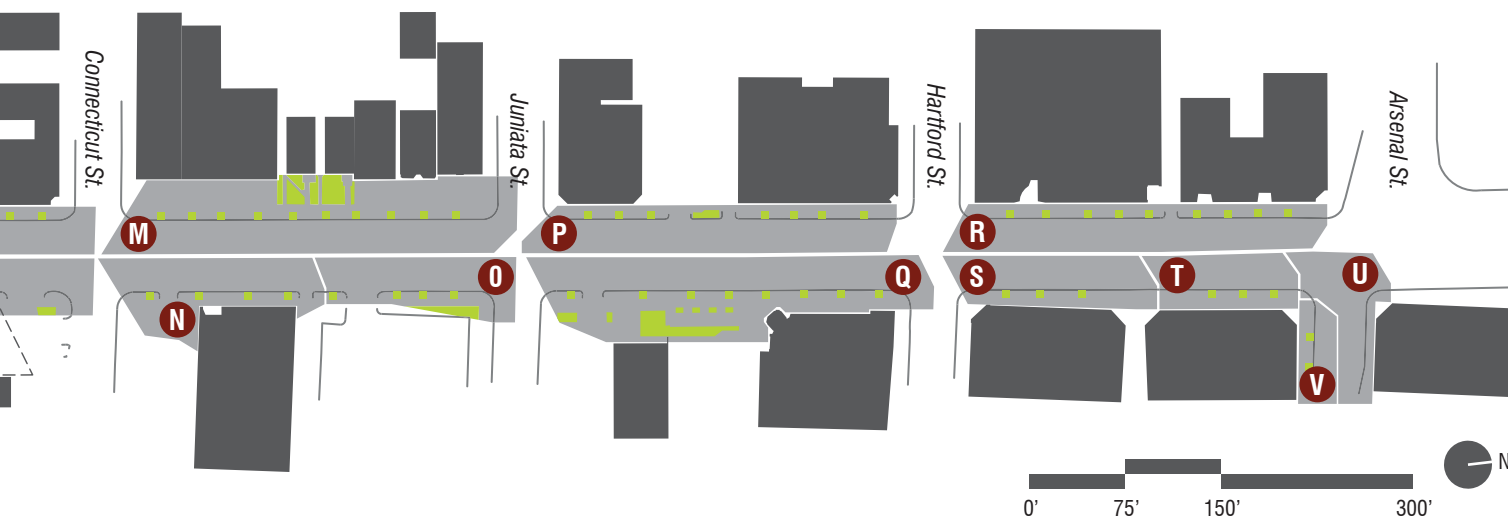 Connecticut St.
Juniata St.
Hartford St.
Arsenal St.
M
P
R
N
O
Q
S
T
U
V
N
0' 75' 150' 300'